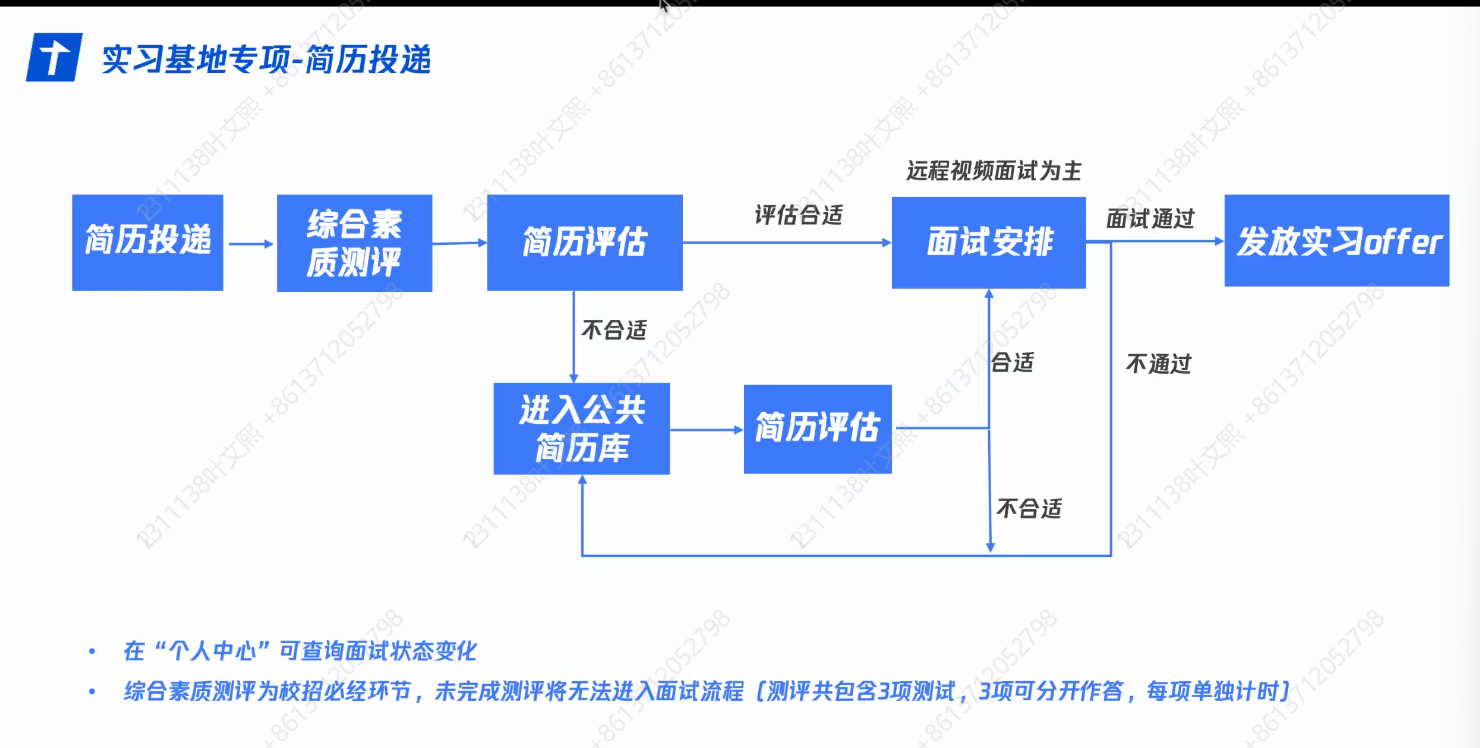 实习基地专项-简历投递
远程视频面试为主
简历投递
综合素
质测评
简历评估
评估合适
面试安排
面试通过
发放实习offer
不合适
合适
不通过
进入公共
简历库
简历评估
不合适
• 在“个人中心”可查询面试状态变化
• 综合素质测评为校招必经环节，未完成测评将无法进入面试流程（测评共包含3项测试，3项可分开作答，每项单独计时）
2311138叶文熙 +8613712052798